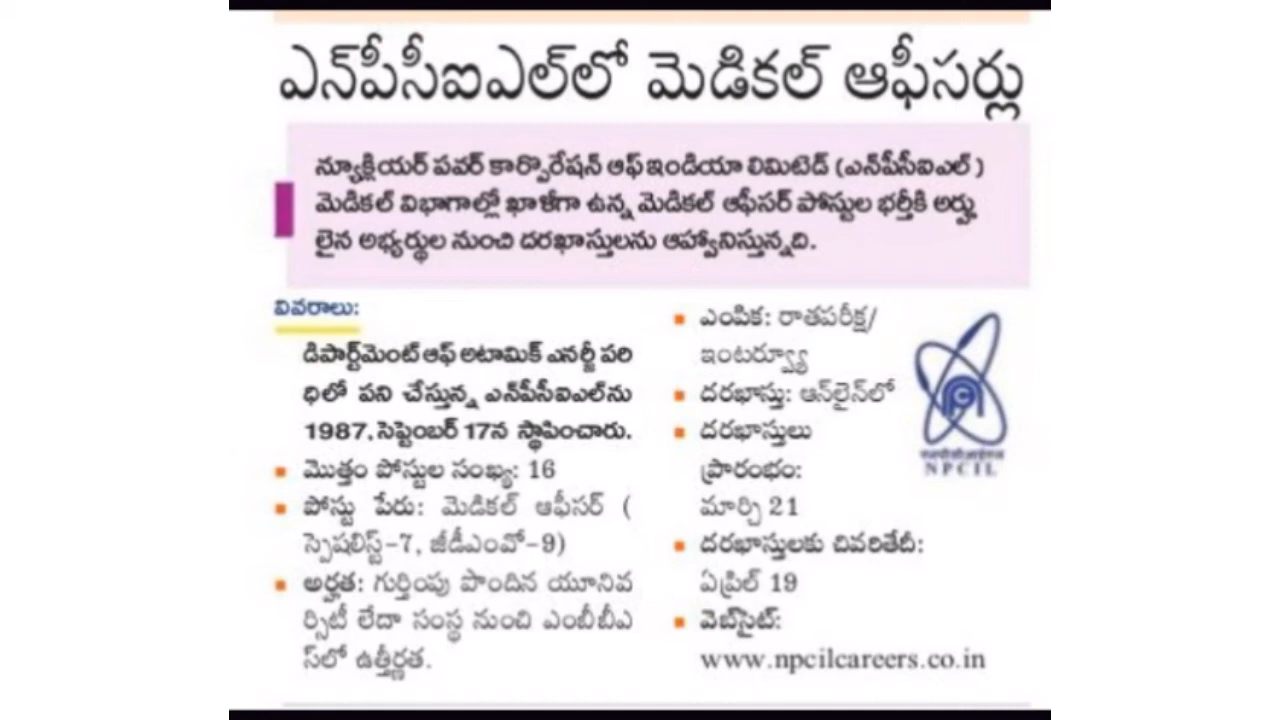 ఎన్‌పీసీఐఎల్‌లో మెడికల్ ఆఫీసర్లు
న్యూక్లియర్ పవర్ కార్పొరేషన్ ఆఫ్ ఇండియా లిమిటెడ్ (ఎన్‌పీసీఐఎల్ )
మెడికల్ విభాగాల్లో ఖాళీగా ఉన్న మెడికల్ ఆఫీసర్ పోస్టుల భర్తీకి అర్హు
లైన అభ్యర్థుల నుంచి దరఖాస్తులను ఆహ్వానిస్తున్నది.
వివరాలు:
డిపార్ట్‌మెంట్ ఆఫ్ అటామిక్ ఎనర్జీ పరి
ధిలో పని చేస్తున్న ఎన్‌పీసీఐఎల్‌ను
1987, సెప్టెంబర్ 17న స్థాపించారు.
మొత్తం పోస్టుల సంఖ్య: 16
పోస్టు పేరు: మెడికల్ ఆఫీసర్ (
స్పెషలిస్ట్-7, జీడీఎంవో-9)
అర్హత: గుర్తింపు పొందిన యూనివ
ర్సిటీ లేదా సంస్థ నుంచి ఎంబీబీఎ
స్‌లో ఉత్తీర్ణత.
ఎంపిక: రాతపరీక్ష/
ఇంటర్వ్యూ
దరఖాస్తు: ఆన్‌లైన్‌లో
దరఖాస్తులు
ప్రారంభం:
మార్చి 21
దరఖాస్తులకు చివరితేదీ:
ఏప్రిల్ 19
వెబ్‌సైట్:
www.npcilcareers.co.in
एनपीसीआईएल
NPCIL